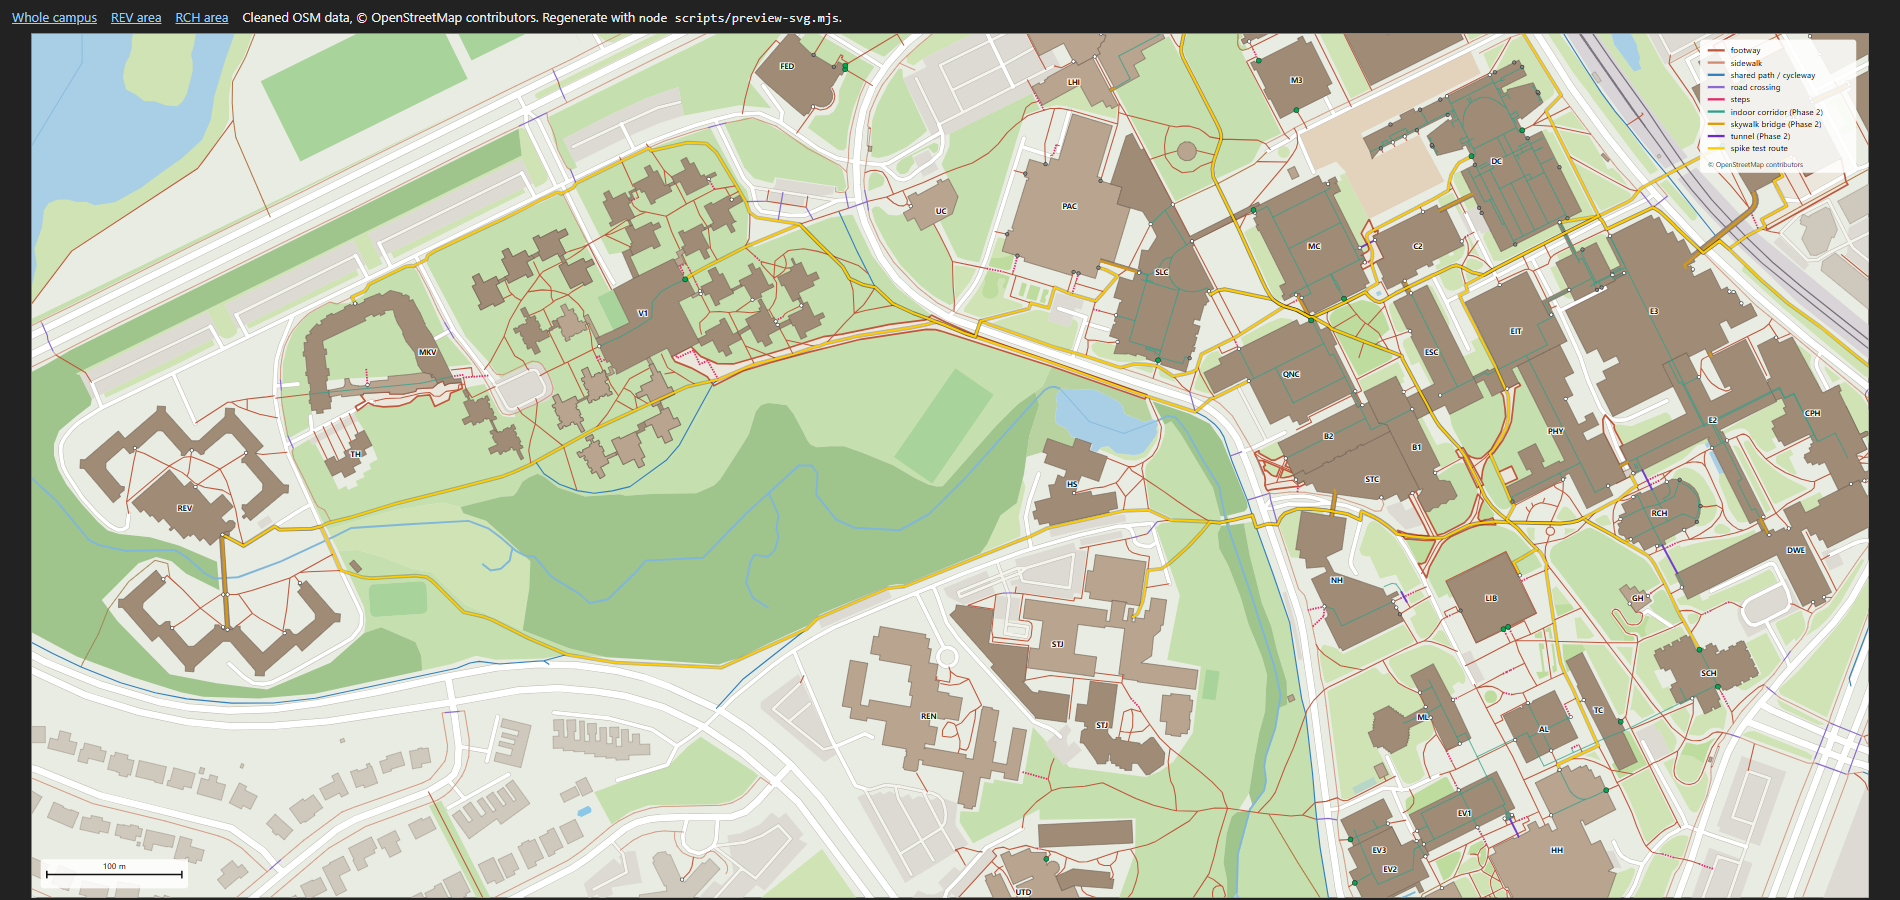 Whole campus REV area RCH area Cleaned OSM data, © OpenStreetMap contributors. Regenerate with node scripts/preview-svg.mjs.
footway
sidewalk
shared path / cycleway
road crossing
steps
indoor corridor (Phase 2)
skywalk bridge (Phase 2)
tunnel (Phase 2)
spike test route
© OpenStreetMap contributors
FED
LHI
M3
DC
UC
PAC
MC
C2
SLC
V1
E3
EIT
MKV
ESC
QNC
CPH
E2
B2
B1
PHY
TH
STC
HS
REV
RCH
DWE
NH
LIB
GH
STJ
SCH
REN
STJ
ML
AL
TC
EV1
EV3
HH
EV2
UTD
100 m